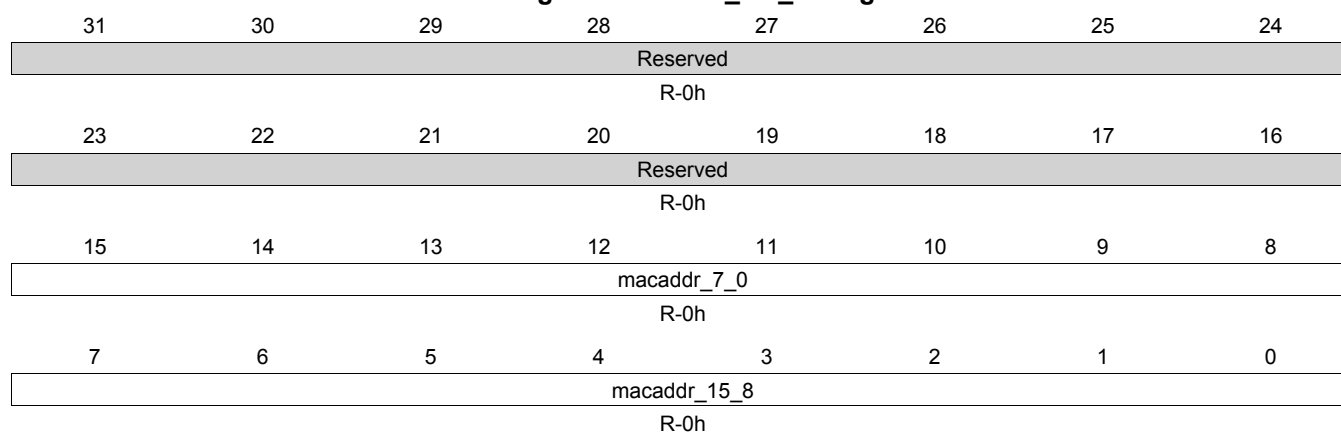 31 30 29 28 27 26 25 24
Reserved
R-0h
23 22 21 20 19 18 17 16
Reserved
R-0h
15 14 13 12 11 10 9 8
macaddr_7_0
R-0h
7 6 5 4 3 2 1 0
macaddr_15_8
R-0h